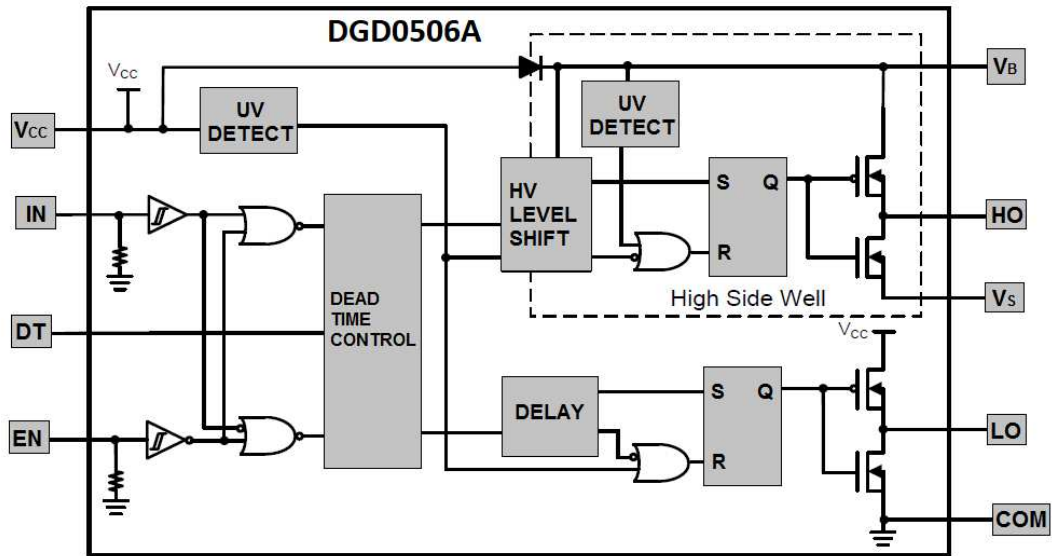 DGD0506A
VCC
VB
UV
DETECT
UV
DETECT
VCC
IN
HV
LEVEL
SHIFT
S
Q
HO
R
DEAD
TIME
CONTROL
High Side Well
VS
DT
VCC
DELAY
S
Q
EN
LO
R
COM